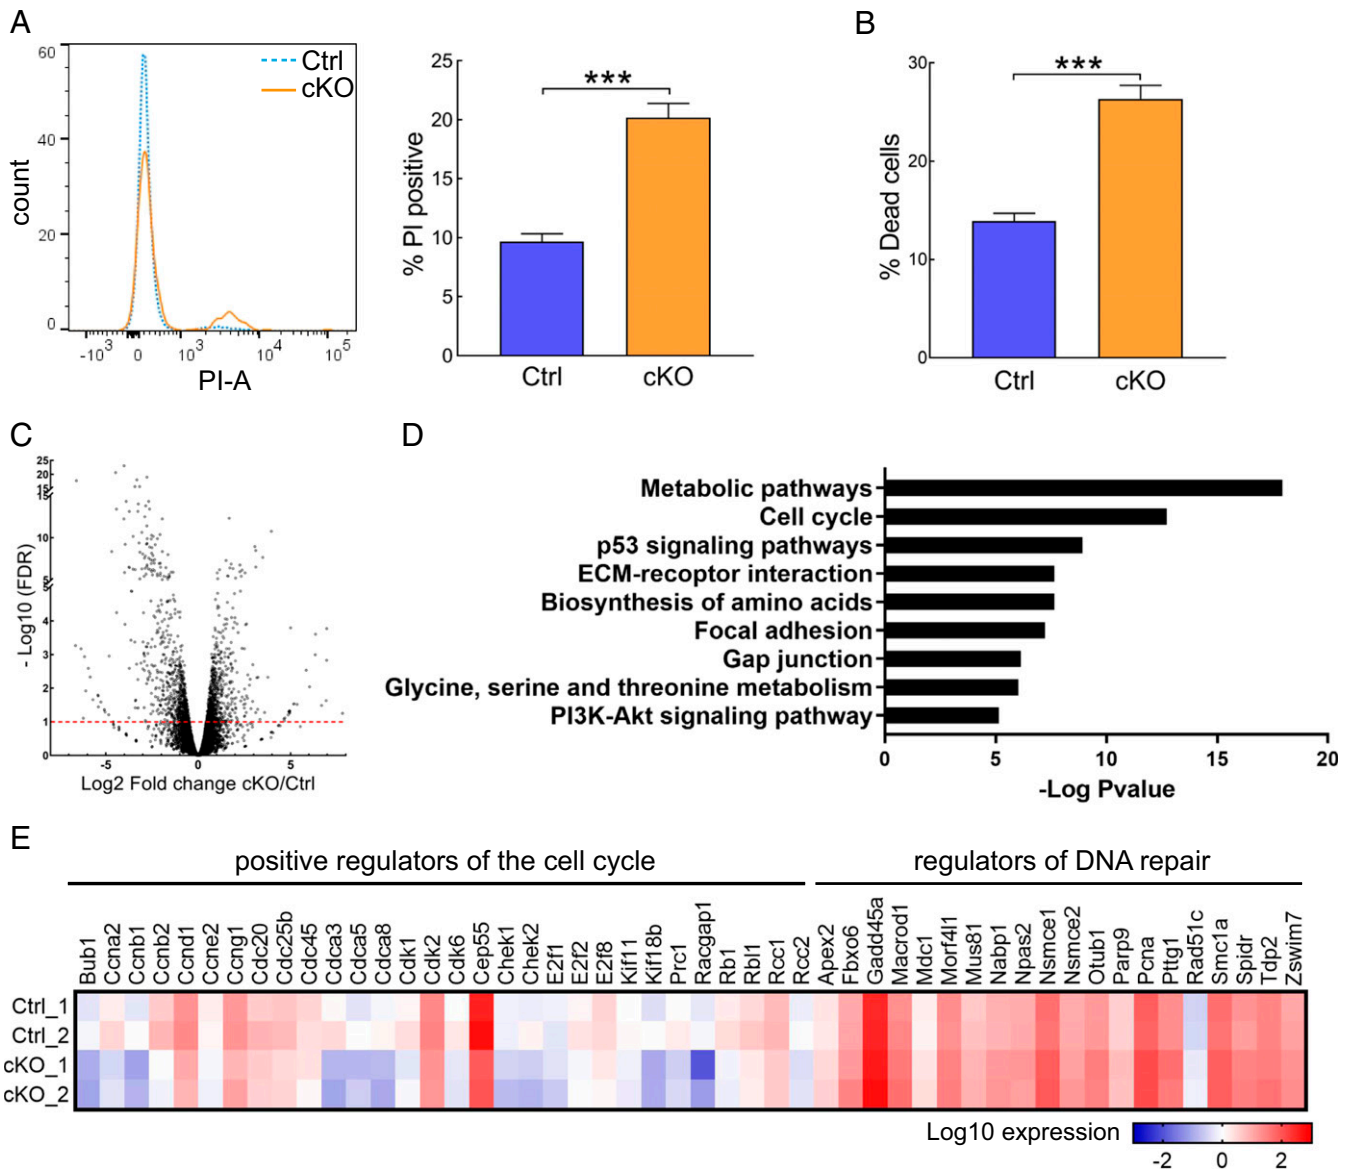 A
60
40
20
0
count
-10³ 0 10³ 10⁴ 10⁵
PI-A
Ctrl
cKO
25
20
15
10
5
0
% PI positive
***
Ctrl cKO
B
30
20
10
0
% Dead cells
***
Ctrl cKO
C
25
20
15
15
10
5
5
4
3
2
1
0
- Log10 (FDR)
-5 0 5
Log2 Fold change cKO/Ctrl
D
Metabolic pathways
Cell cycle
p53 signaling pathways
ECM-recoptor interaction
Biosynthesis of amino acids
Focal adhesion
Gap junction
Glycine, serine and threonine metabolism
PI3K-Akt signaling pathway
0 5 10 15 20
-Log Pvalue
E
positive regulators of the cell cycle
regulators of DNA repair
Bub1
Ccna2
Ccnb1
Ccnb2
Ccnd1
Ccne2
Ccng1
Cdc20
Cdc25b
Cdc45
Cdca3
Cdca5
Cdca8
Cdk1
Cdk2
Cdk6
Cep55
Chek1
Chek2
E2f1
E2f2
E2f8
Kif11
Kif18b
Prc1
Racgap1
Rb1
Rbl1
Rcc1
Rcc2
Apex2
Fbxo6
Gadd45a
Macrod1
Mdc1
Morf4l1
Mus81
Nabp1
Npas2
Nsmce1
Nsmce2
Otub1
Parp9
Pcna
Pttg1
Rad51c
Smc1a
Spidr
Tdp2
Zswim7
Ctrl_1
Ctrl_2
cKO_1
cKO_2
Log10 expression
-2 0 2